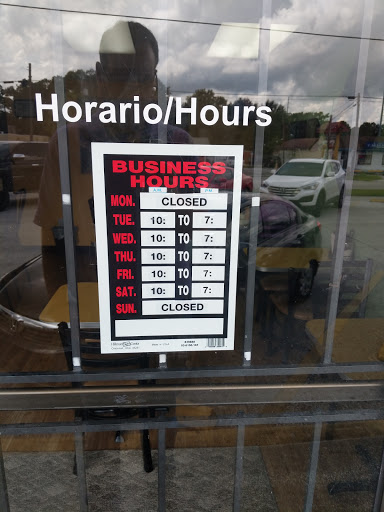 Horario/Hours
BUSINESS
HOURS
MON. CLOSED
TUE. 10: TO 7:
WED. 10: TO 7:
THU. 10: TO 7:
FRI. 10: TO 7:
SAT. 10: TO 7:
SUN. CLOSED